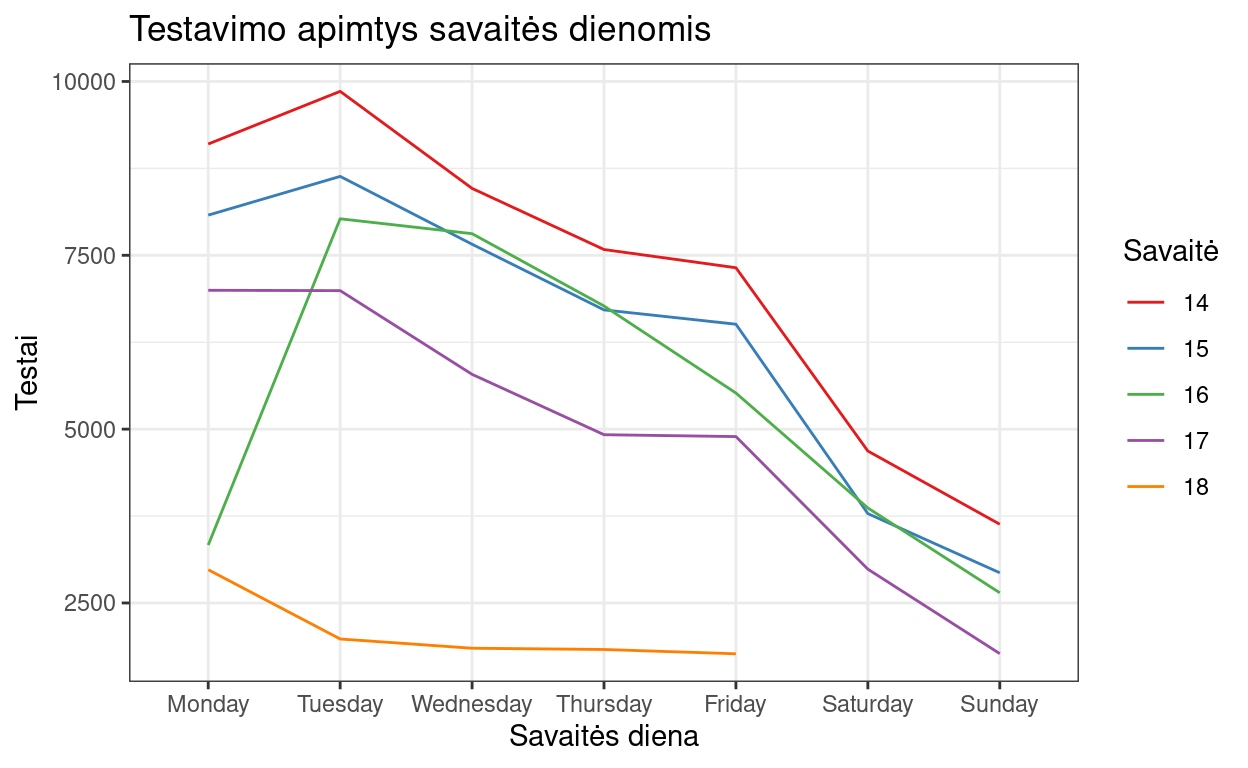 Testavimo apimtys savaitės dienomis
Testai
10000
7500
5000
2500
Monday Tuesday Wednesday Thursday Friday Saturday Sunday
Savaitės diena
Savaitė
14
15
16
17
18